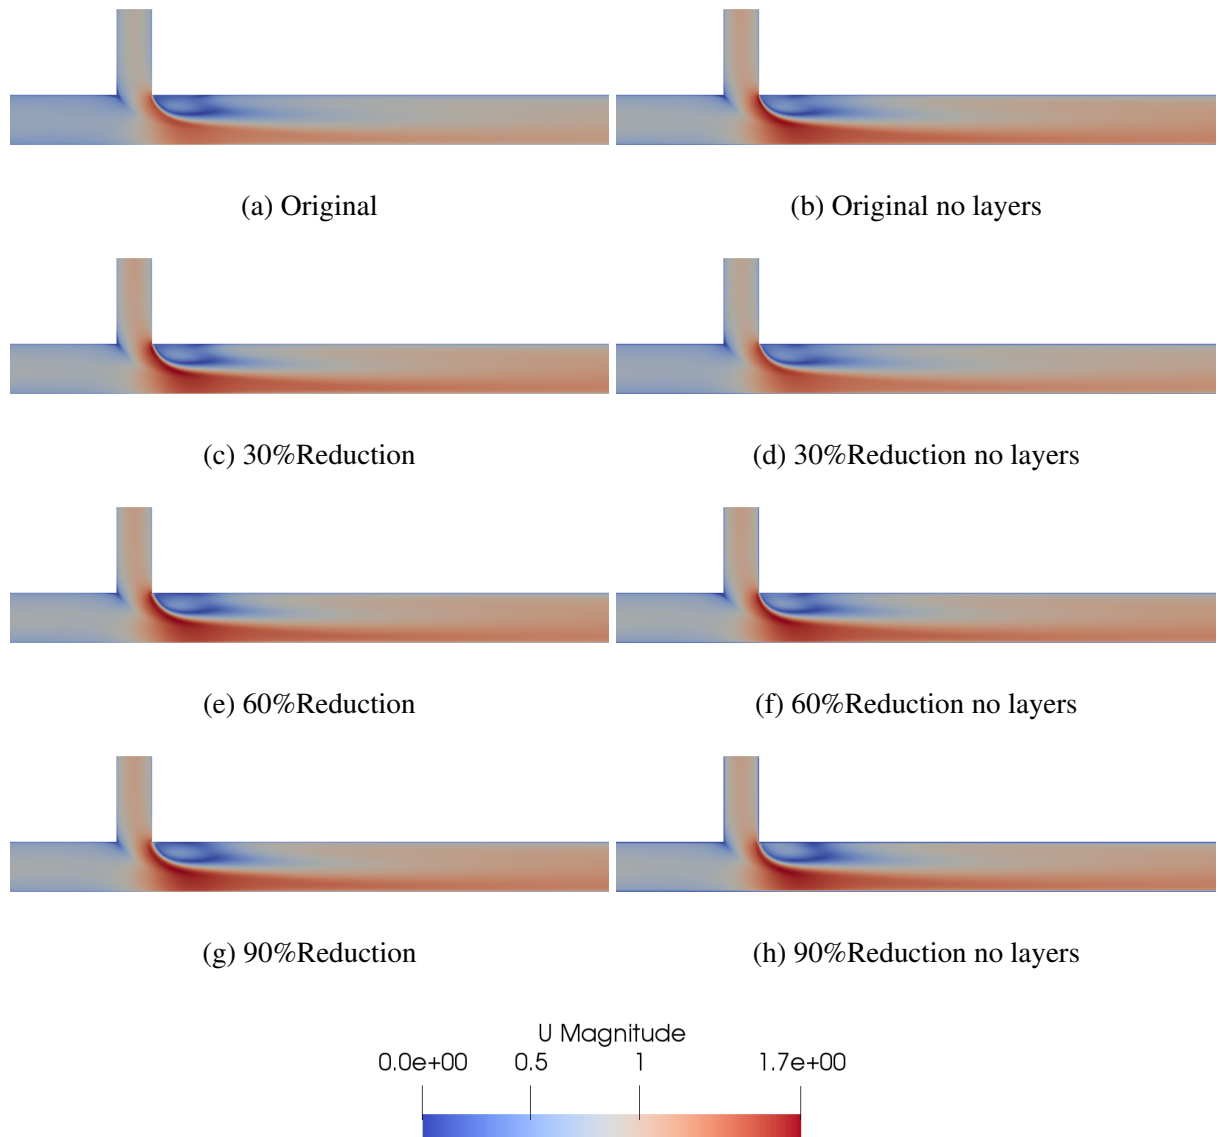 (a) Original
(b) Original no layers
(c) 30%Reduction
(d) 30%Reduction no layers
(e) 60%Reduction
(f) 60%Reduction no layers
(g) 90%Reduction
(h) 90%Reduction no layers
U Magnitude
0.0e+00 0.5 1 1.7e+00